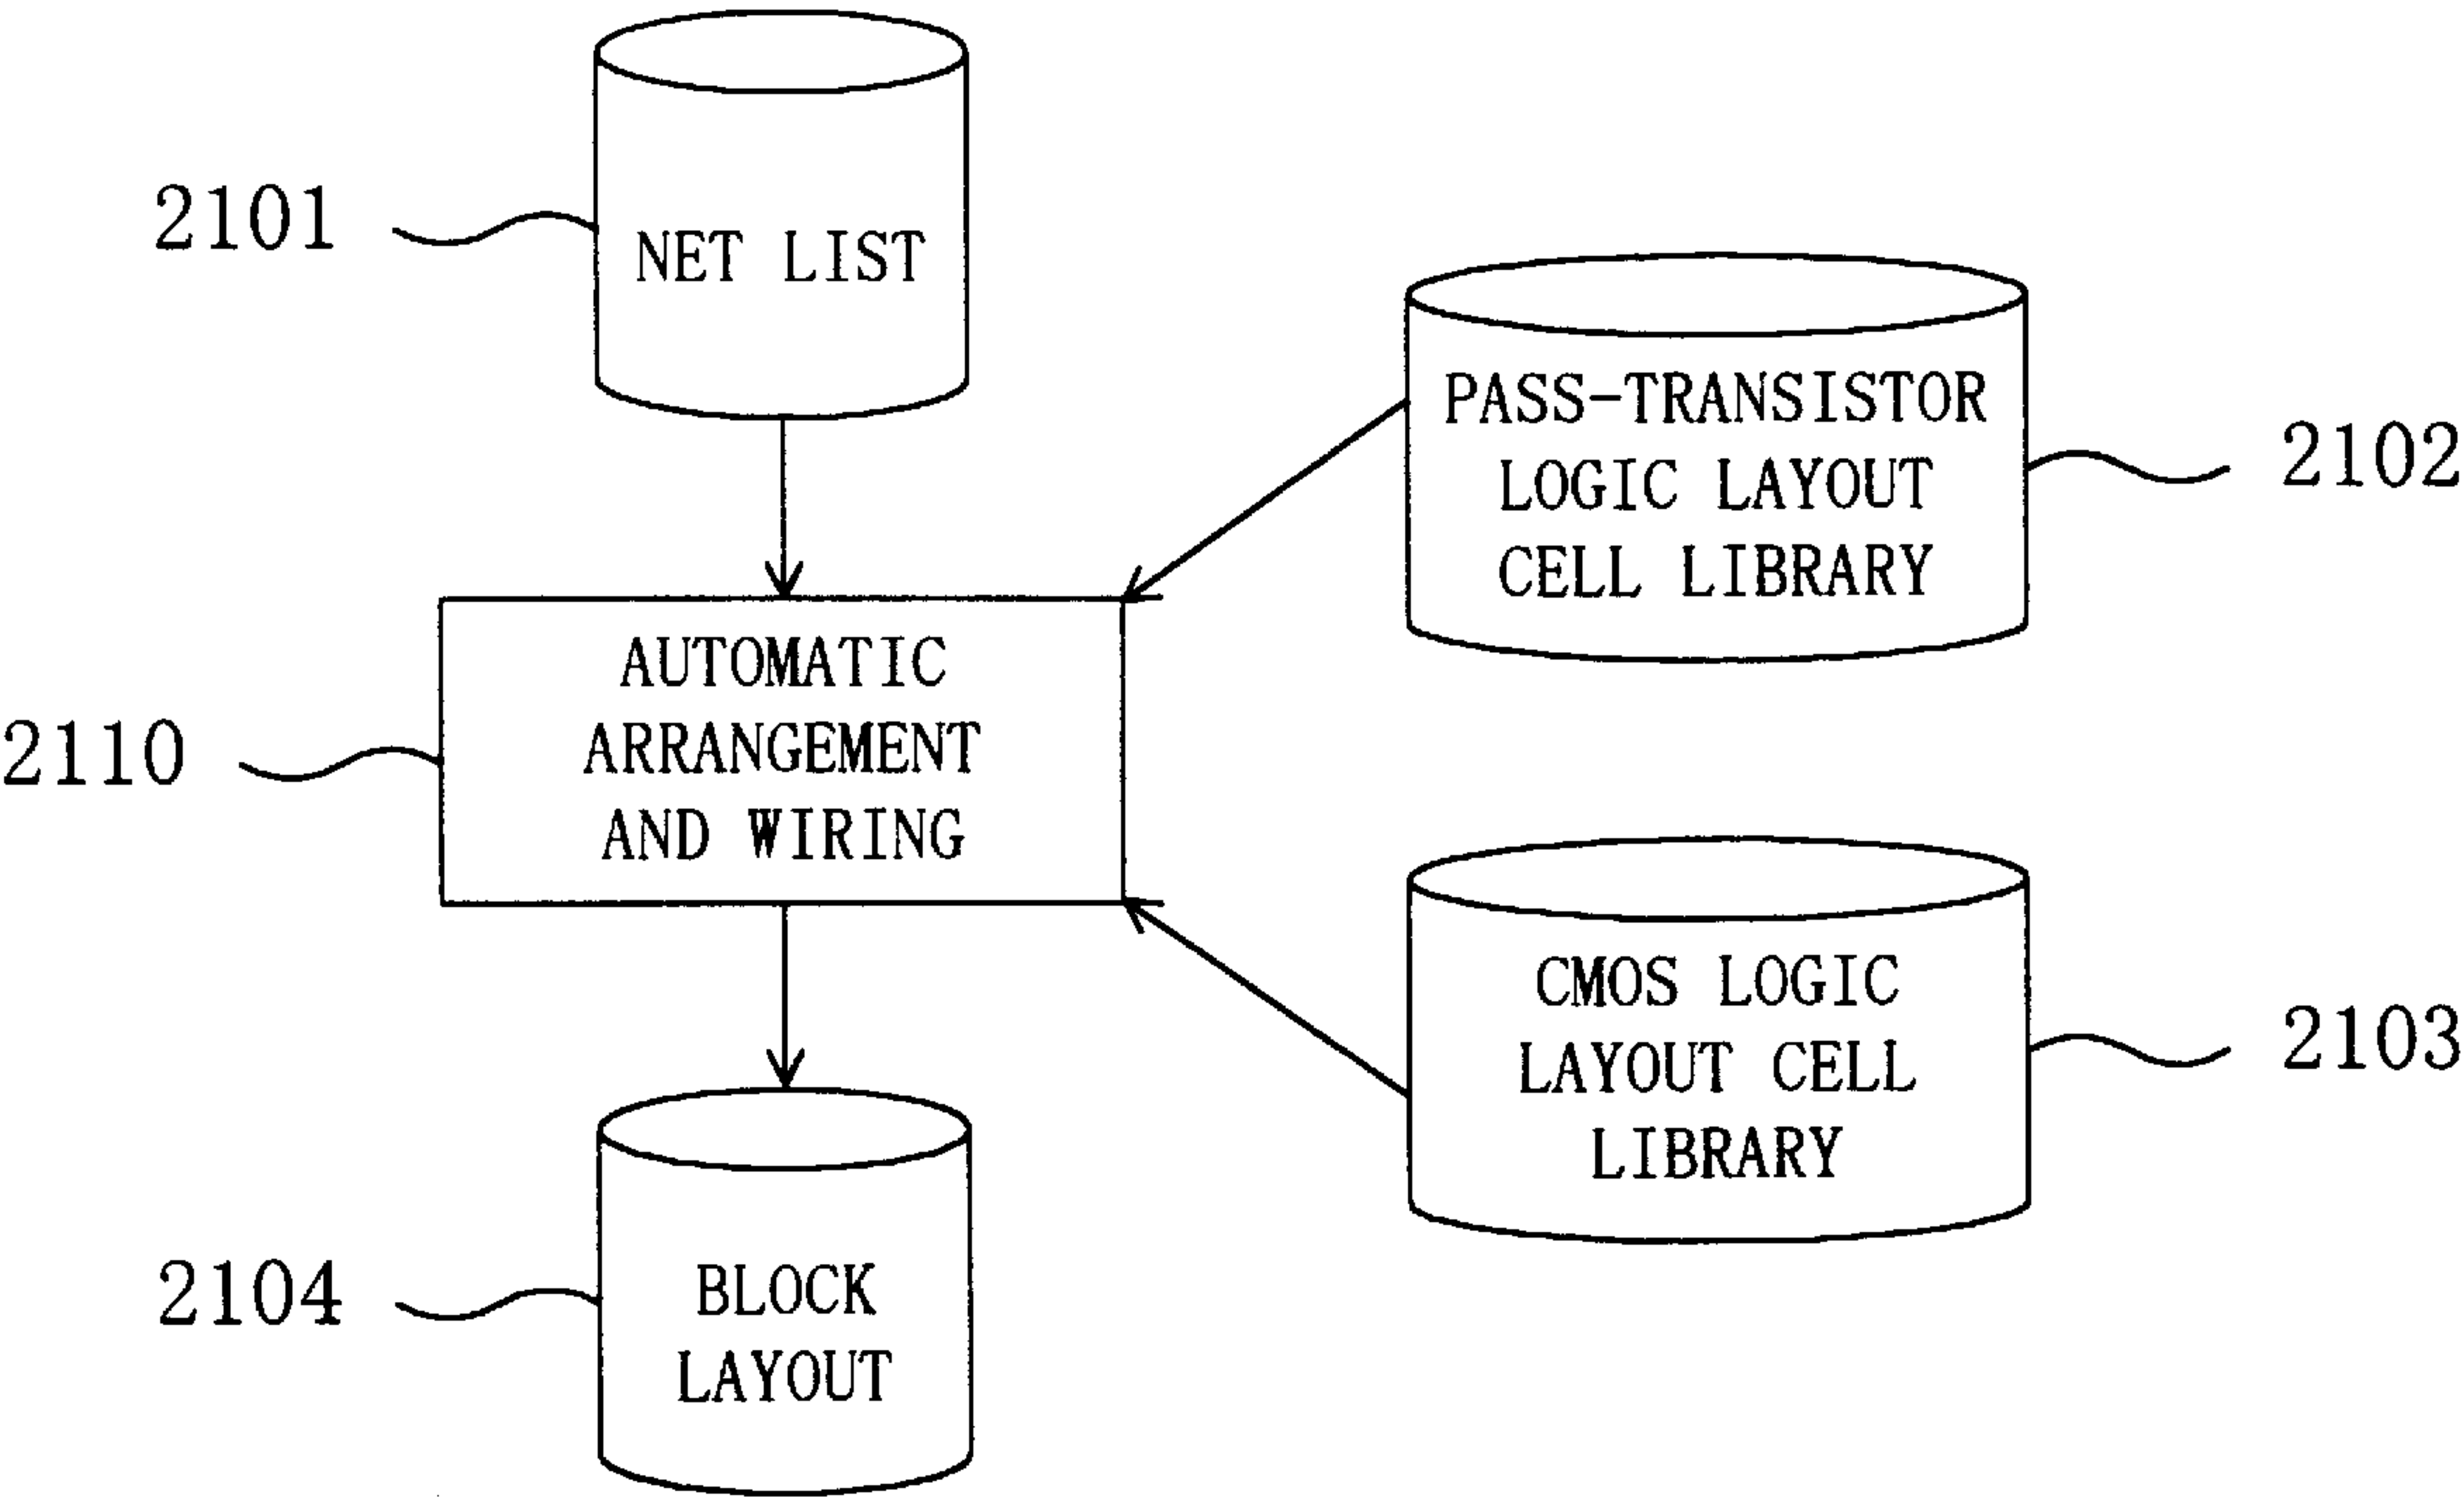 2101
NET LIST
PASS-TRANSISTOR
LOGIC LAYOUT
CELL LIBRARY
2102
2110
AUTOMATIC
ARRANGEMENT
AND WIRING
CMOS LOGIC
LAYOUT CELL
LIBRARY
2103
2104
BLOCK
LAYOUT